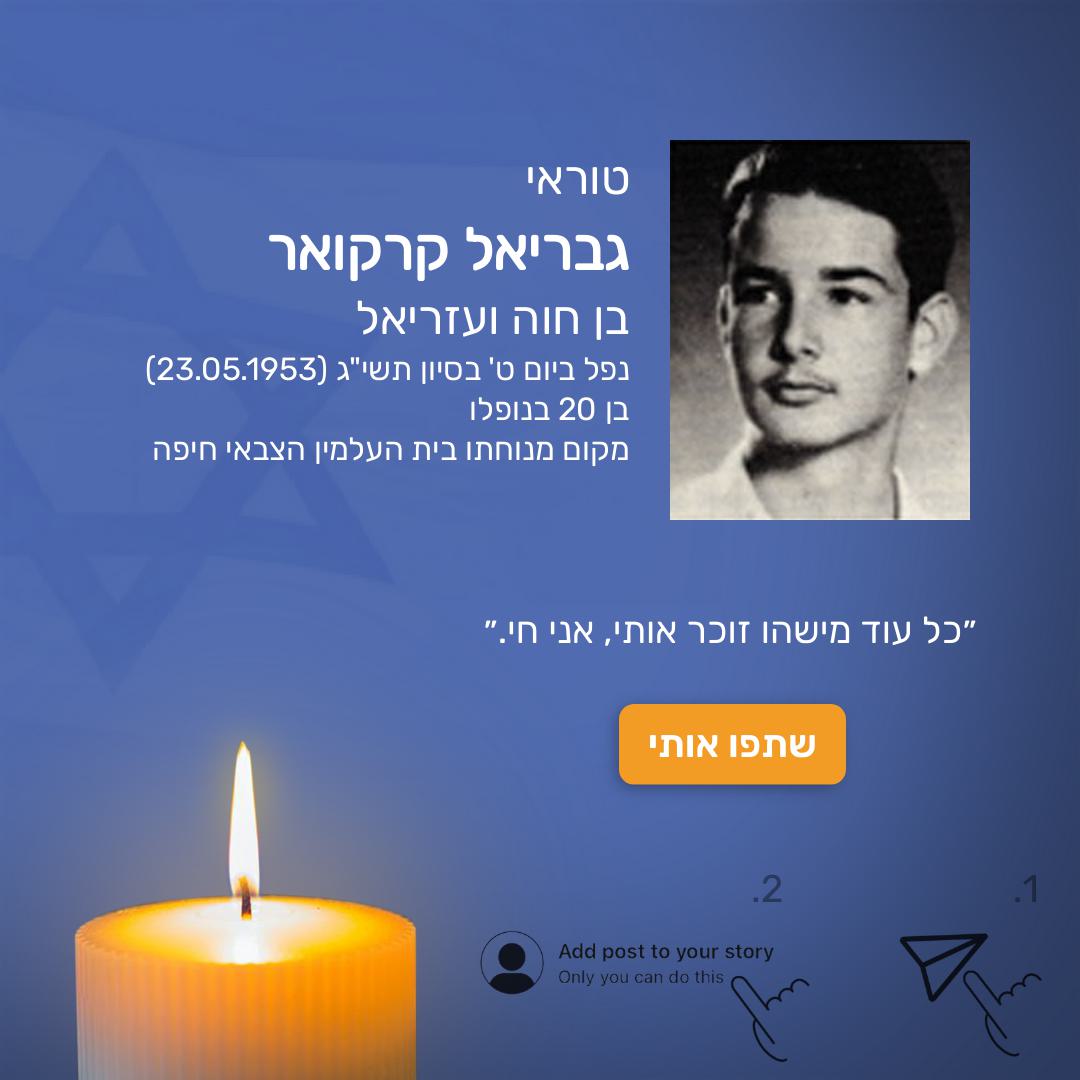 טוראי
גבריאל קרקואר
בן חוה ועזריאל
נפל ביום ט' בסיון תשי"ג (23.05.1953)
בן 20 בנופלו
מקום מנוחתו בית העלמין הצבאי חיפה
״כל עוד מישהו זוכר אותי, אני חי.״
שתפו אותי
.1
.2
Add post to your story
Only you can do this